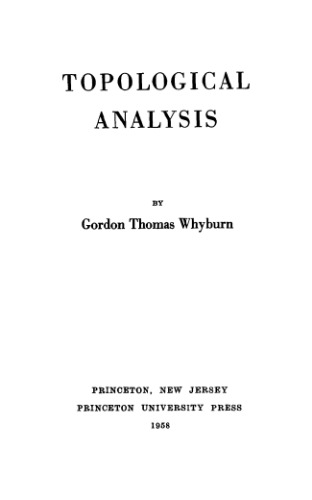 TOPOLOGICAL
ANALYSIS
BY
Gordon Thomas Whyburn
PRINCETON, NEW JERSEY
PRINCETON UNIVERSITY PRESS
1958